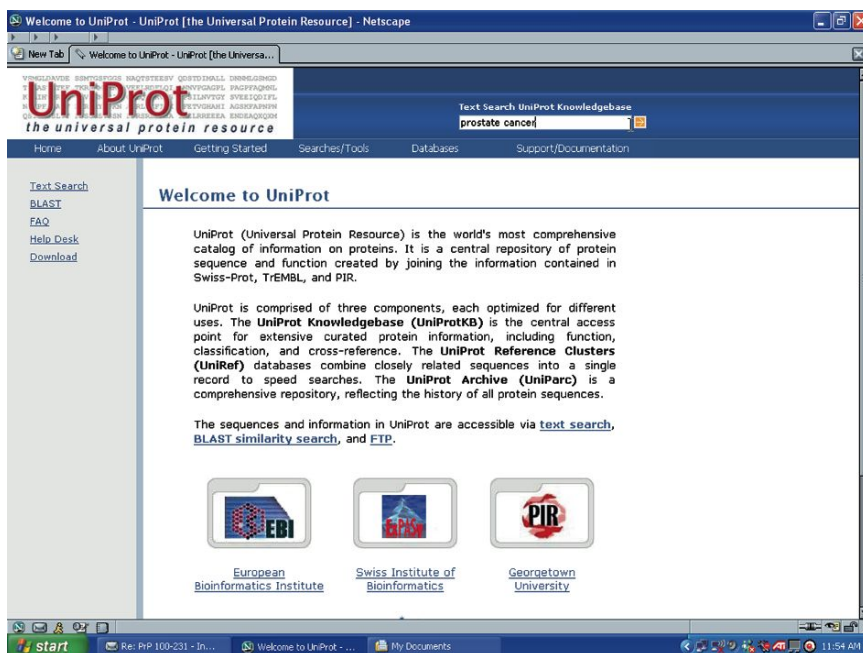 Welcome to UniProt - UniProt [the Universal Protein Resource] - Netscape
New Tab
Welcome to UniProt - UniProt [the Universa...
UniProt
the universal protein resource
Text Search UniProt Knowledgebase
prostate cancer
Home About UniProt Getting Started Searches/Tools Databases Support/Documentation
Text Search
BLAST
FAQ
Help Desk
Download
Welcome to UniProt
UniProt (Universal Protein Resource) is the world's most comprehensive
catalog of information on proteins. It is a central repository of protein
sequence and function created by joining the information contained in
Swiss-Prot, TrEMBL, and PIR.
UniProt is comprised of three components, each optimized for different
uses. The UniProt Knowledgebase (UniProtKB) is the central access
point for extensive curated protein information, including function,
classification, and cross-reference. The UniProt Reference Clusters
(UniRef) databases combine closely related sequences into a single
record to speed searches. The UniProt Archive (UniParc) is a
comprehensive repository, reflecting the history of all protein sequences.
The sequences and information in UniProt are accessible via text search,
BLAST similarity search, and FTP.
EBI
ExPASy
PIR
European
Bioinformatics Institute
Swiss Institute of
Bioinformatics
Georgetown
University
start
Re: PrP 100-231 - In...
Welcome to UniProt - ...
My Documents
11:54 AM